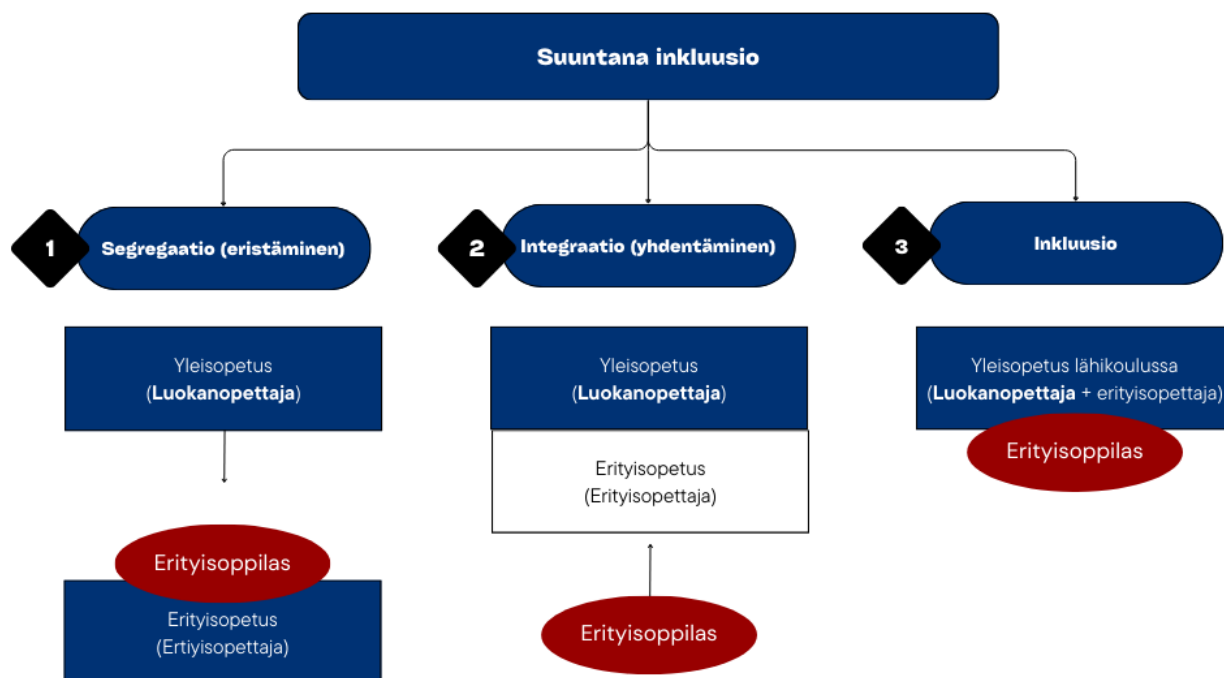 Suuntana inkluusio
1
Segregaatio (eristäminen)
Yleisopetus
(Luokanopettaja)
Erityisoppilas
Erityisopetus
(Ertiyisopettaja)
2
Integraatio (yhdentäminen)
Yleisopetus
(Luokanopettaja)
Erityisopetus
(Erityisopettaja)
Erityisoppilas
3
Inkluusio
Yleisopetus lähikoulussa
(Luokanopettaja + erityisopettaja)
Erityisoppilas